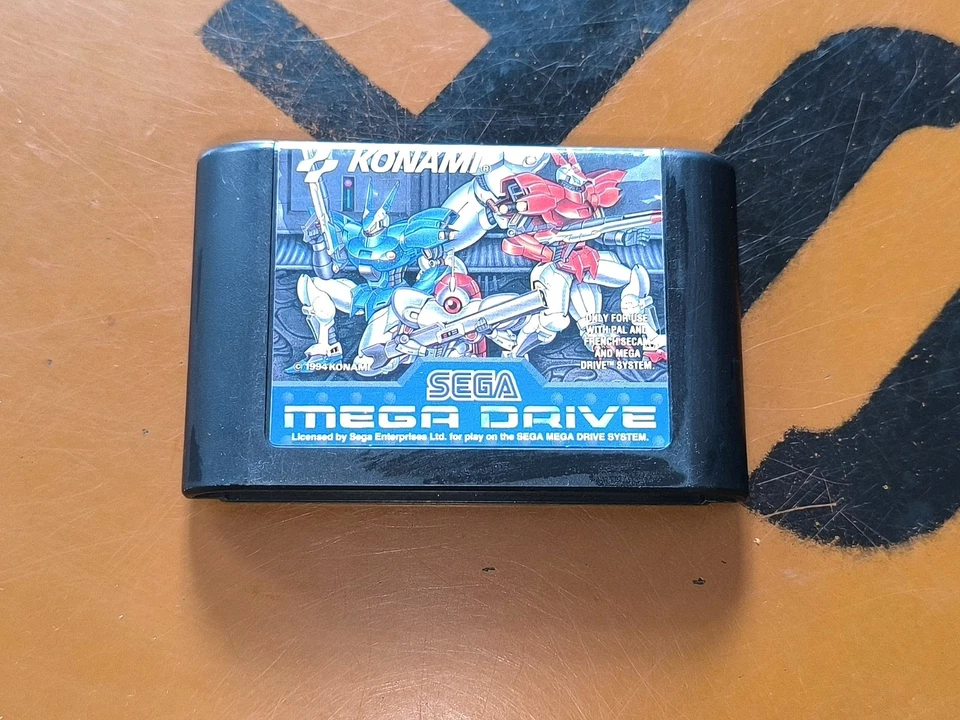 KONAMI®
ONLY FOR USE
WITH PAL AND
FRENCH SECAM
AND MEGA
DRIVE™ SYSTEM.
© 1994 KONAMI
SEGA
MEGA DRIVE
Licensed by Sega Enterprises Ltd. for play on the SEGA MEGA DRIVE SYSTEM.